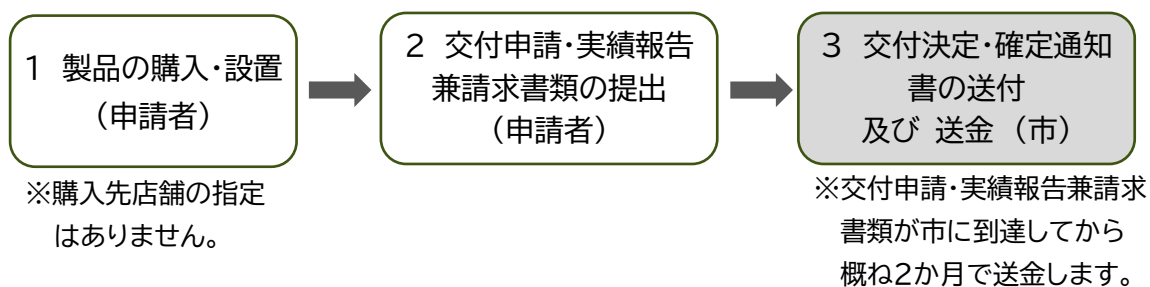 1 製品の購入・設置
（申請者）
※購入先店舗の指定
はありません。
2 交付申請・実績報告
兼請求書類の提出
（申請者）
3 交付決定・確定通知
書の送付
及び 送金（市）
※交付申請・実績報告兼請求
書類が市に到達してから
概ね2か月で送金します。